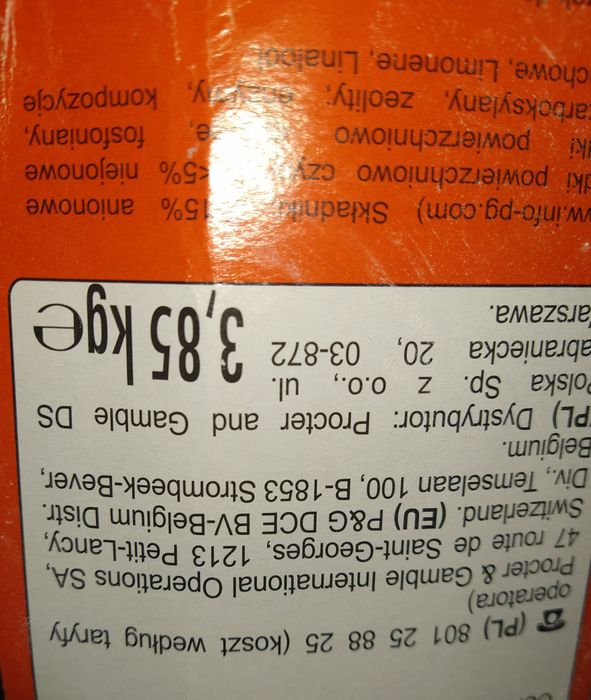 ☎ (PL) 801 25 88 25 (koszt według taryfy
operatora)
Procter & Gamble International Operations SA,
47 route de Saint-Georges, 1213 Petit-Lancy,
Switzerland. (EU) P&G DCE BV-Belgium Distr.
Div., Temselaan 100, B-1853 Strombeek-Bever,
Belgium.
(PL) Dystrybutor: Procter and Gamble DS
Polska Sp. z o.o., ul.
abraniecka 20, 03-872
arszawa.
3,85 kg e
w.info-pg.com) Składniki: 15% anionowe
dki powierzchniowo czy <5% niejonowe
dki powierzchniowo fosfoniany,
arboksylany, zeolity; enzymy, kompozycje
chowe, Limonene, Linalool